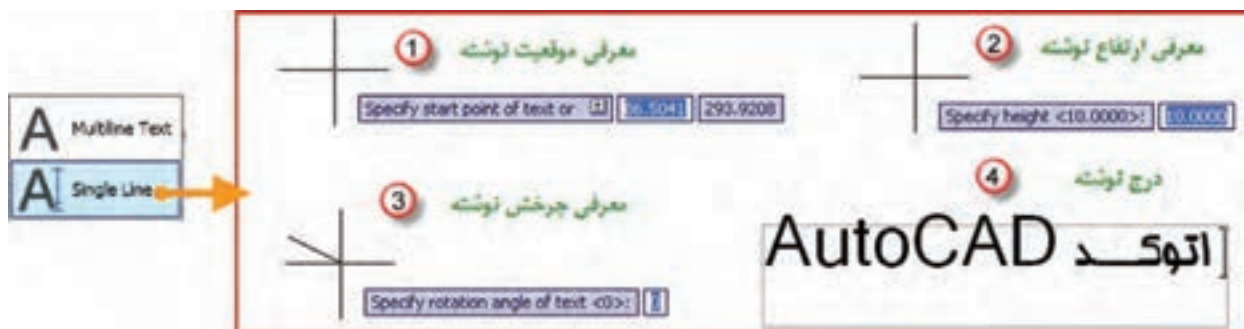 Multiline Text
Single Line
1 معرفی موقعیت نوشته
Specify start point of text or 293.9208
2 معرفی ارتفاع نوشته
Specify height <10.0000>: 10.0000
3 معرفی چرخش نوشته
Specify rotation angle of text <0>: 0
4 درج نوشته
AutoCAD اتوکـــد